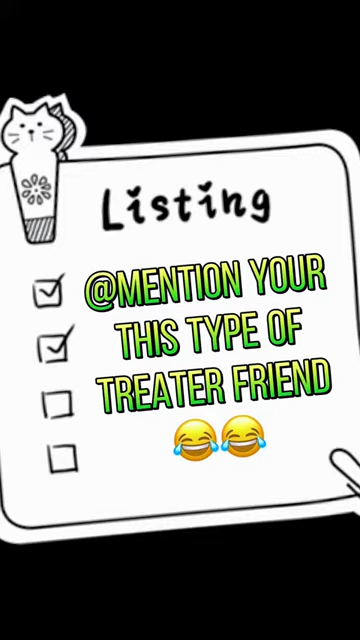 Listing
@MENTION YOUR
THIS TYPE OF
TREATER FRIEND
😂😂